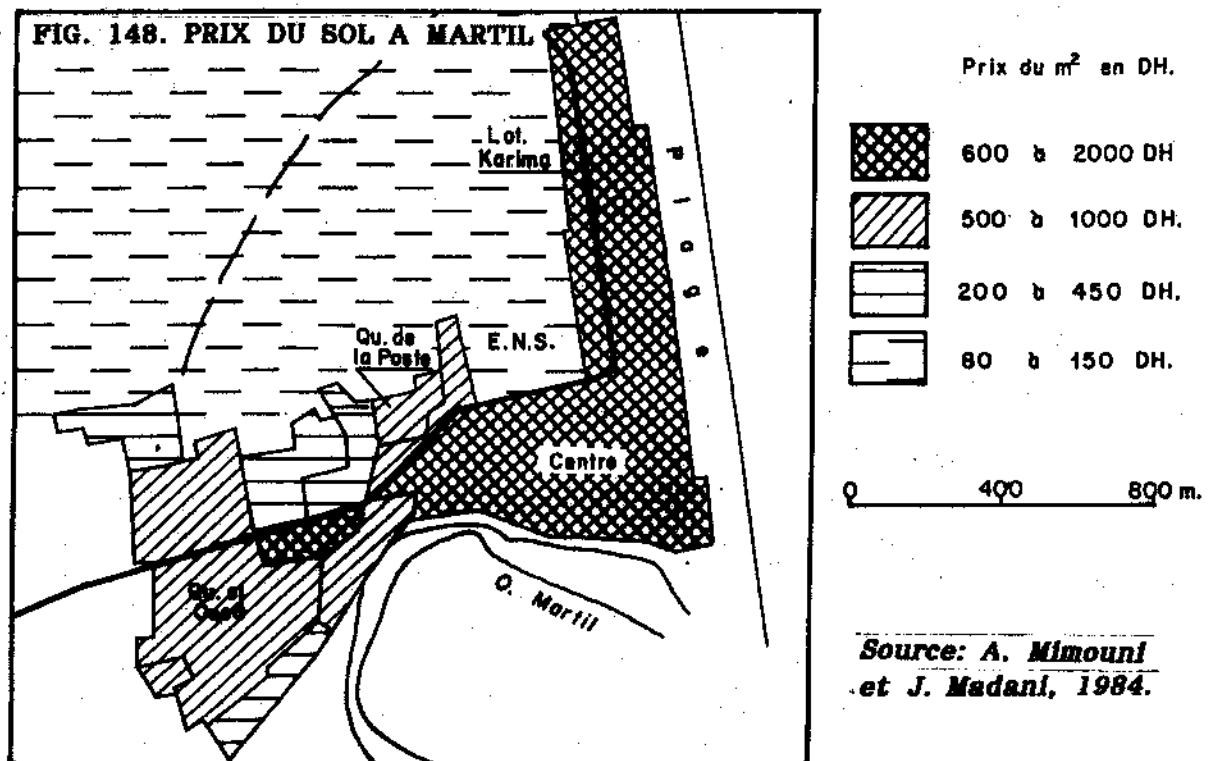 FIG. 148. PRIX DU SOL A MARTIL
Lot.
Karima
Plage
Qu. de
la Poste
E.N.S.
Centre
Qu. el
O. Martil
Prix du m² en DH.
600 à 2000 DH
500 à 1000 DH.
200 à 450 DH.
80 à 150 DH.
0 400 800 m.
Source: A. Mimouni
et J. Madani, 1984.